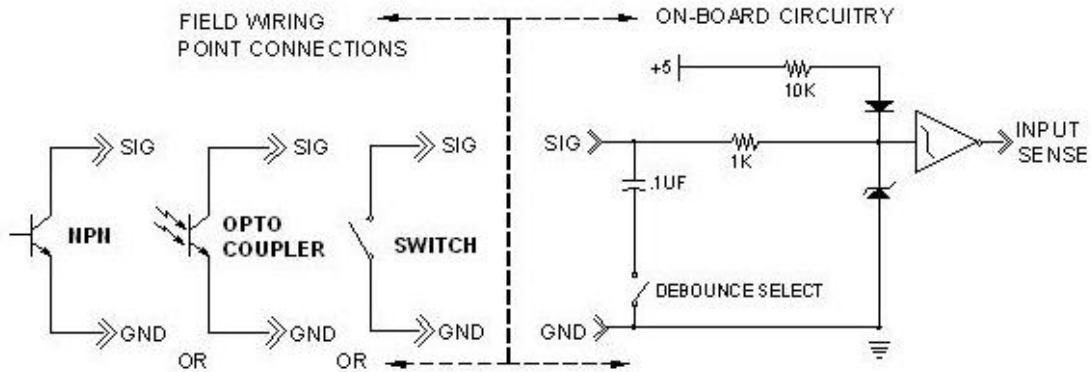 FIELD WIRING
POINT CONNECTIONS
ON-BOARD CIRCUITRY
+5
10K
SIG
SIG
SIG
SIG
1K
INPUT
SENSE
.1UF
NPN
OPTO
COUPLER
SWITCH
DEBOUNCE SELECT
GND
GND
GND
GND
OR
OR